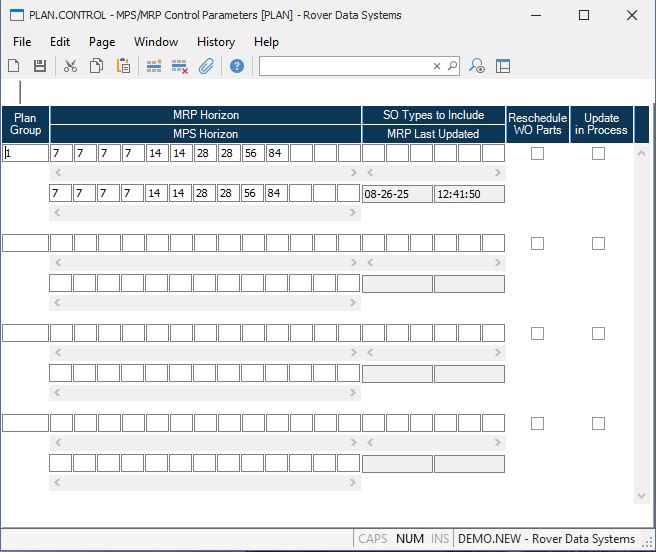 PLAN.CONTROL - MPS/MRP Control Parameters [PLAN] - Rover Data Systems
File Edit Page Window History Help
Plan Group MRP Horizon SO Types to Include Reschedule WO Parts Update in Process
MPS Horizon MRP Last Updated
1 7 7 7 7 14 14 28 28 56 84
7 7 7 7 14 14 28 28 56 84 08-26-25 12:41:50
CAPS NUM INS DEMO.NEW - Rover Data Systems